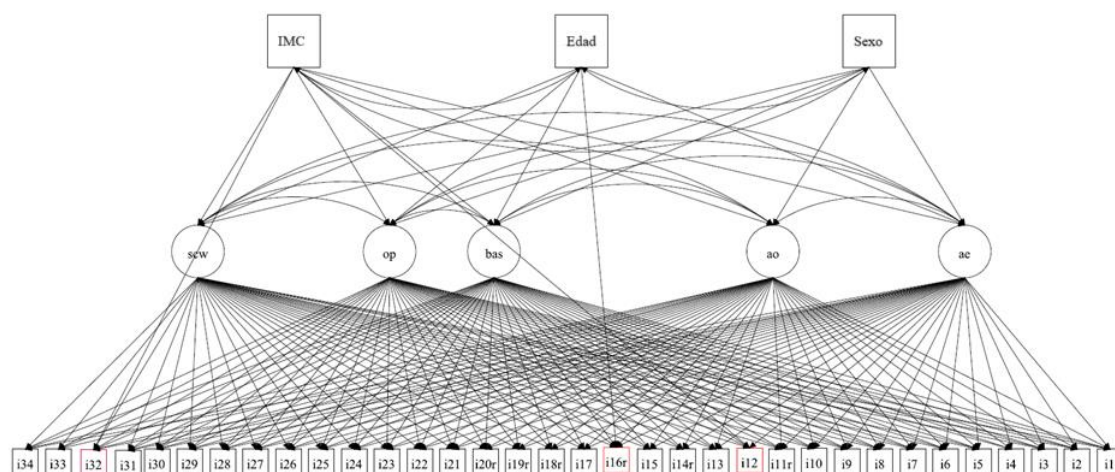 IMC Edad Sexo
scw op bas ao ae
i34 i33 i32 i31 i30 i29 i28 i27 i26 i25 i24 i23 i22 i21 i20r i19r i18r i17 i16r i15 i14r i13 i12 i11r i10 i9 i8 i7 i6 i5 i4 i3 i2